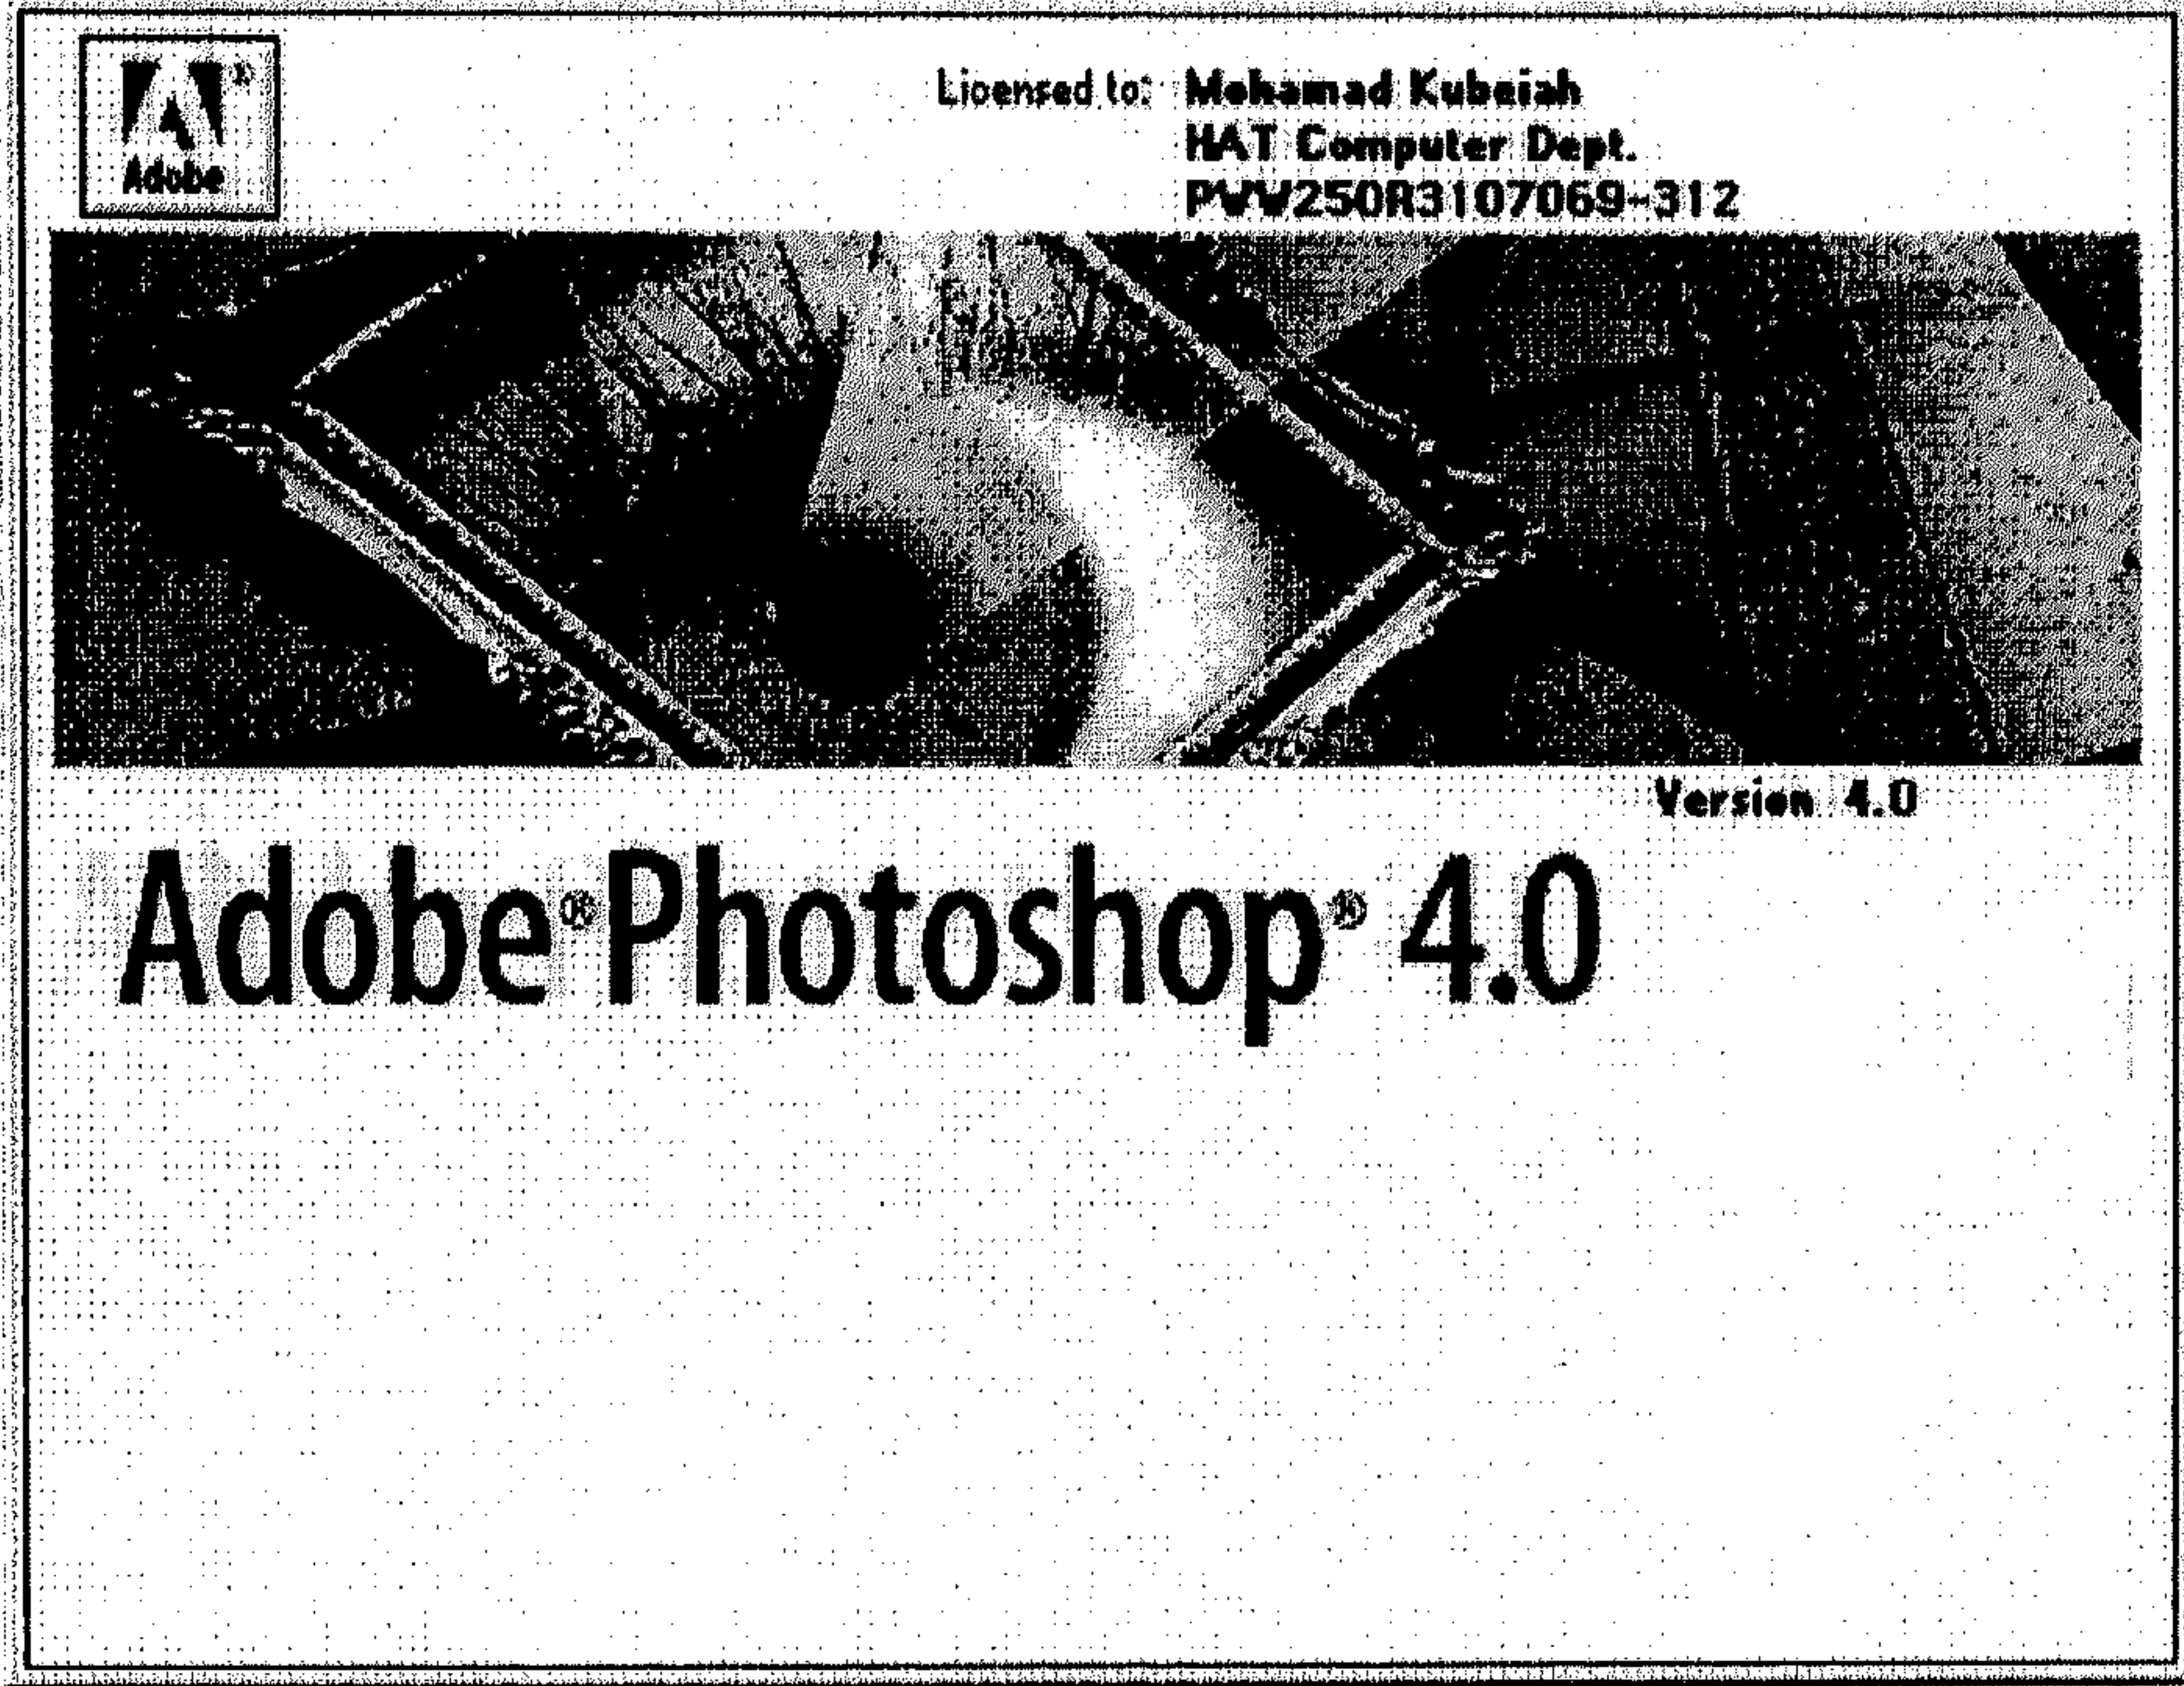 Adobe
Licensed to: Mohamad Kubeiah
HAT Computer Dept.
PWW250R3107069-312
Version 4.0
Adobe® Photoshop® 4.0